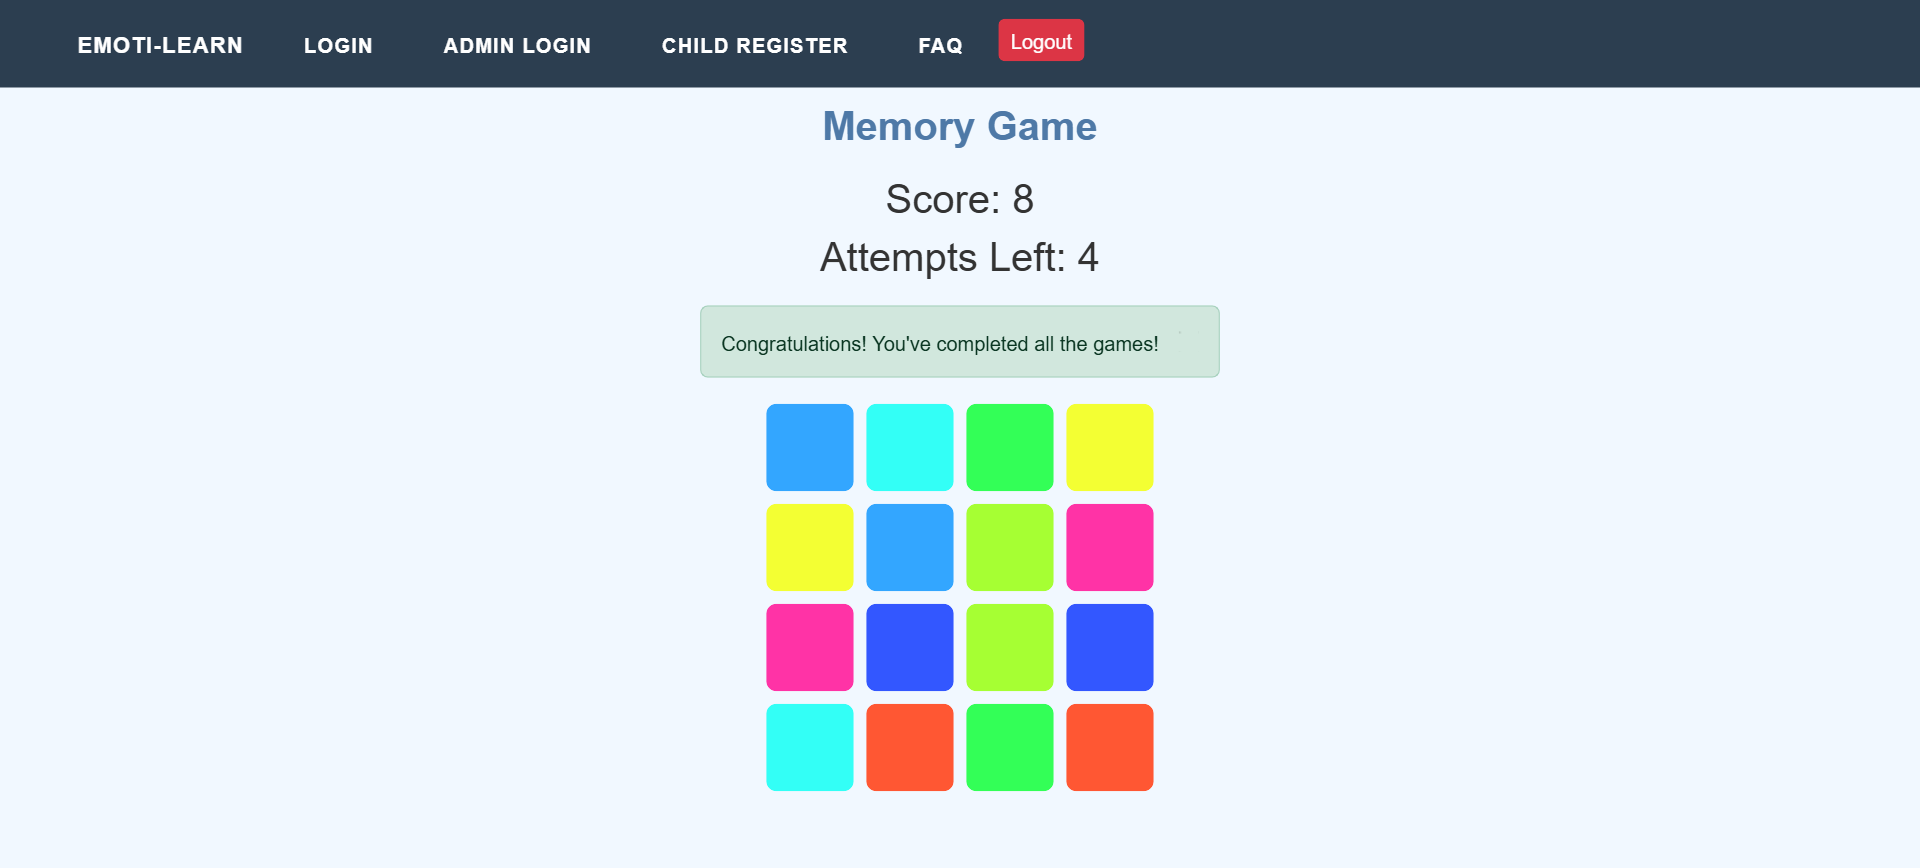 EMOTI-LEARN LOGIN ADMIN LOGIN CHILD REGISTER FAQ Logout
Memory Game
Score: 8
Attempts Left: 4
Congratulations! You've completed all the games!